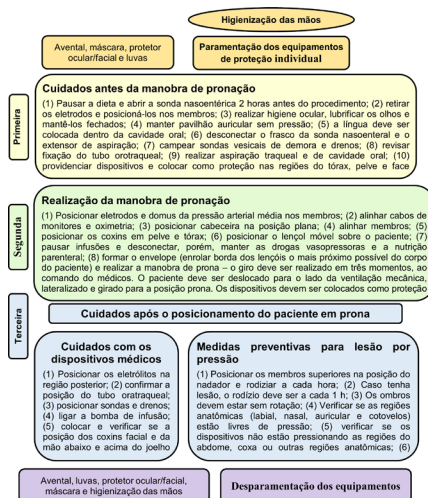 Higienização das mãos
Avental, máscara, protetor
ocular/facial e luvas
Paramentação dos equipamentos
de proteção individual
Primeira
Cuidados antes da manobra de pronação
(1) Pausar a dieta e abrir a sonda nasoentérica 2 horas antes do procedimento; (2) retirar
os eletrodos e posicioná-los nos membros; (3) realizar higiene ocular, lubrificar os olhos e
mantê-los fechados; (4) manter pavilhão auricular sem pressão; (5) a língua deve ser
colocada dentro da cavidade oral; (6) desconectar o frasco da sonda nasoenteral e o
extensor de aspiração; (7) campear sondas vesicais de demora e drenos; (8) revisar
fixação do tubo orotraqueal; (9) realizar aspiração traqueal e de cavidade oral; (10)
providenciar dispositivos e colocar como proteção nas regiões do tórax, pelve e face
Segunda
Realização da manobra de pronação
(1) Posicionar eletrodos e domus da pressão arterial média nos membros; (2) alinhar cabos de
monitores e oximetria; (3) posicionar cabeceira na posição plana; (4) alinhar membros; (5)
posicionar os coxins em pelve e tórax; (6) posicionar o lençol móvel sobre o paciente; (7)
pausar infusões e desconectar, porém, manter as drogas vasopressoras e a nutrição
parenteral; (8) formar o envelope (enrolar borda dos lençóis o mais próximo possível do corpo
do paciente) e realizar a manobra de prona – o giro deve ser realizado em três momentos, ao
comando do médicos. O paciente deve ser deslocado para o lado da ventilação mecânica,
lateralizado e girado para a posição prona. Os dispositivos devem ser colocados como proteção
Terceira
Cuidados após o posicionamento do paciente em prona
Cuidados com os
dispositivos médicos
(1) Posicionar os eletrólitos na
região posterior; (2) confirmar a
posição do tubo oratraqueal;
(3) posicionar sondas e drenos;
(4) ligar a bomba de infusão;
(5) colocar e verificar se a
posição dos coxins facial e da
mão abaixo e acima do joelho
Medidas preventivas para lesão por
pressão
(1) Posicionar os membros superiores na posição do
nadador e rodiziar a cada hora; (2) Caso tenha
lesão, o rodízio deve ser a cada 1 h; (3) Os ombros
devem estar sem rotação; (4) Verificar se as regiões
anatômicas (labial, nasal, auricular e cotovelos)
estão livres de pressão; (5) verificar se os
dispositivos não estão pressionando as regiões do
abdome, coxa ou outras regiões anatômicas; (6)
Avental, luvas, protetor ocular/facial,
máscara e higienização das mãos
Desparamentação dos equipamentos